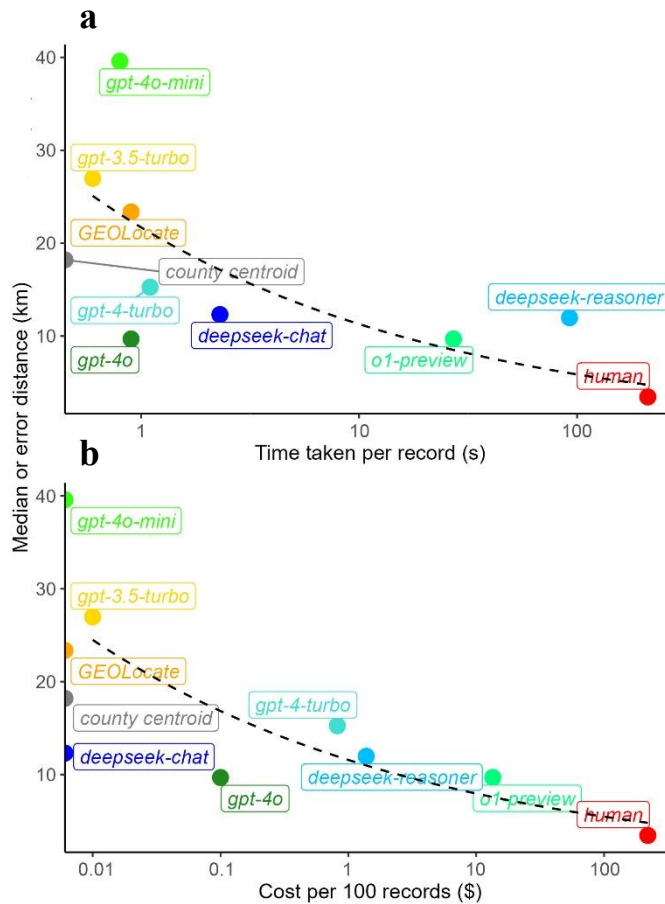 a
40
gpt-4o-mini
30
gpt-3.5-turbo
GEOLocate
20
county centroid
gpt-4-turbo
deepseek-reasoner
deepseek-chat
10
gpt-4o
o1-preview
human
1 10 100
Time taken per record (s)
Median or error distance (km)
b
40
gpt-4o-mini
30
gpt-3.5-turbo
GEOLocate
20
county centroid
gpt-4-turbo
deepseek-chat
deepseek-reasoner
10
gpt-4o
o1-preview
human
0.01 0.1 1 10 100
Cost per 100 records ($)